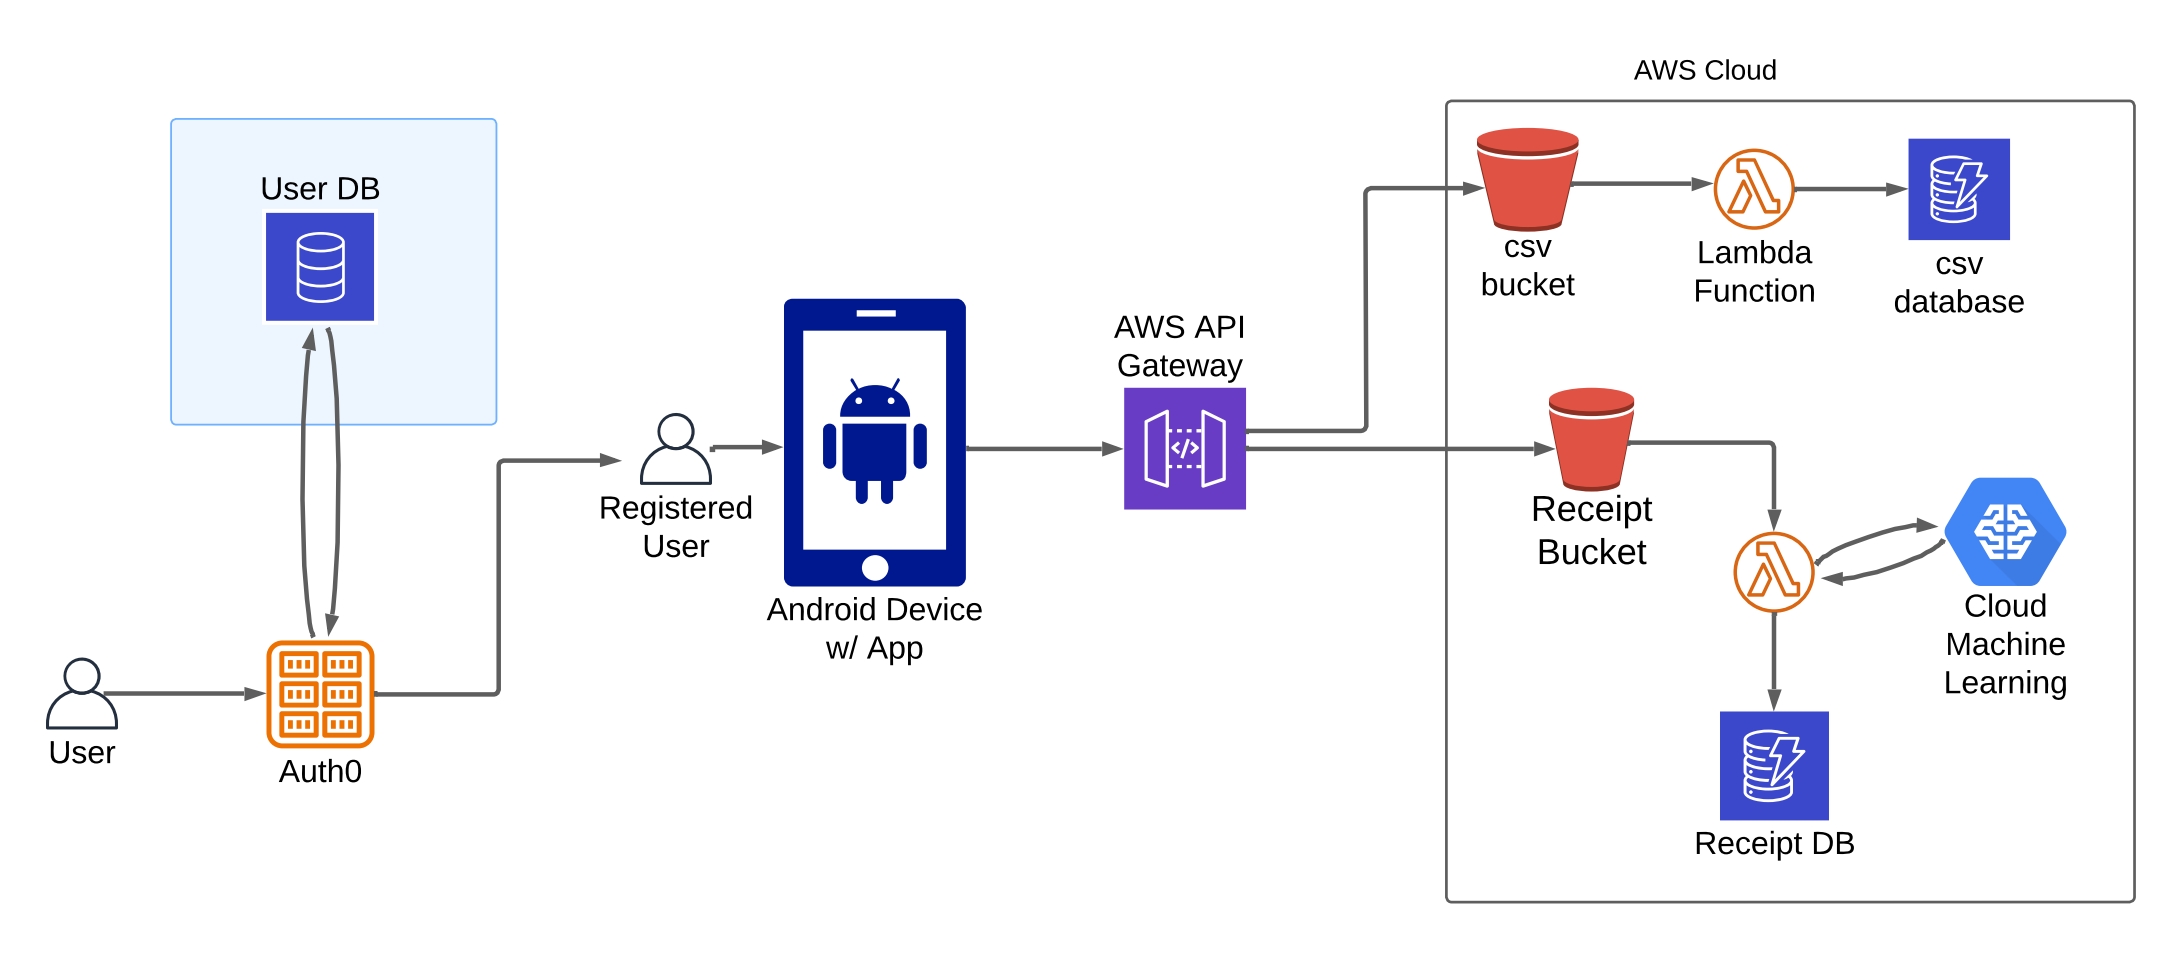 AWS Cloud
User DB
csv
bucket
Lambda
Function
csv
database
AWS API
Gateway
Registered
User
Receipt
Bucket
Android Device
w/ App
Cloud
Machine
Learning
User
Auth0
Receipt DB